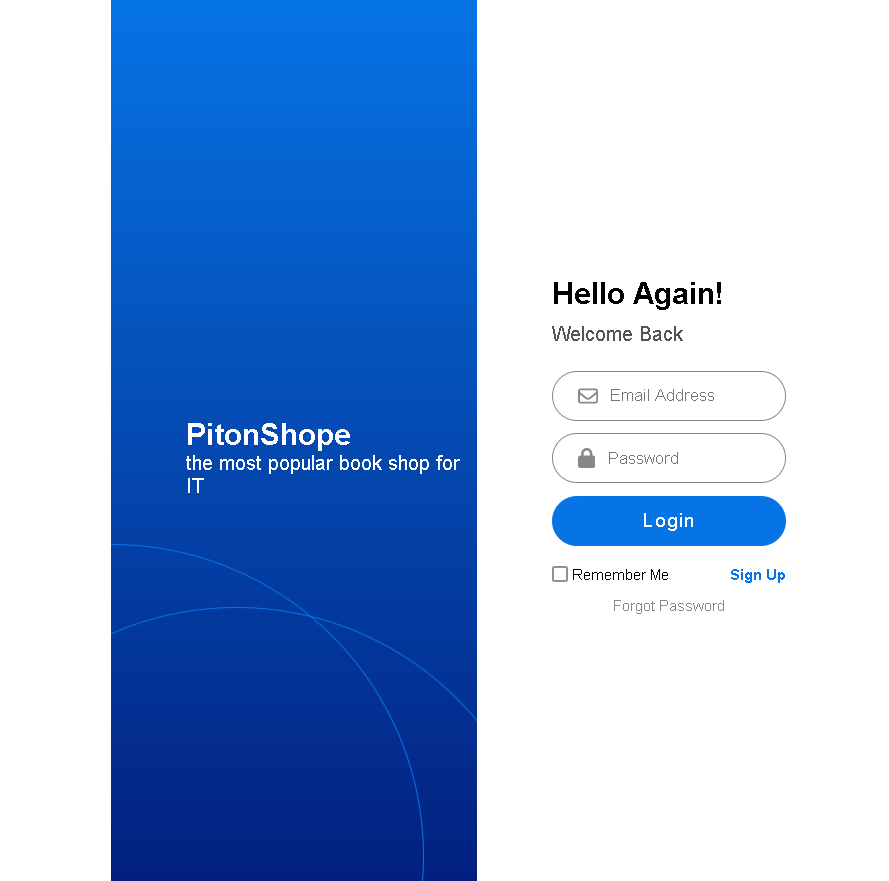 PitonShope
the most popular book shop for
IT
Hello Again!
Welcome Back
Email Address
Password
Login
Remember Me
Sign Up
Forgot Password